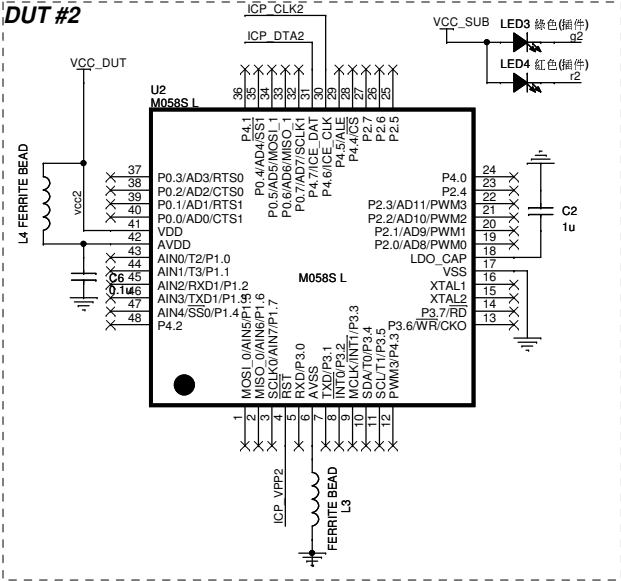 DUT #2
ICP_CLK2
ICP_DTA2
VCC_SUB
LED3 綠色(插件)
g2
LED4 紅色(插件)
r2
VCC_DUT
U2
M058S L
36
35
34
33
32
31
30
29
28
27
26
25
P4.1
P0.4/AD4/SS1
P0.5/AD5/MOSI_1
P0.6/AD6/MISO_1
P0.7/AD7/SCLK1
P4.7/ICE_DAT
P4.6/ICE_CLK
P4.5/ALE
P4.4/CS
P2.7
P2.6
P2.5
L4 FERRITE BEAD
vcc2
37 P0.3/AD3/RTS0
38 P0.2/AD2/CTS0
39 P0.1/AD1/RTS1
40 P0.0/AD0/CTS1
41 VDD
42 AVDD
43 AIN0/T2/P1.0
44 AIN1/T3/P1.1
45 AIN2/RXD1/P1.2
46 AIN3/TXD1/P1.3
47 AIN4/SS0/P1.4
48 P4.2
C6
0.1u
M058S L
P4.0 24
P2.4 23
P2.3/AD11/PWM3 22
P2.2/AD10/PWM2 21
P2.1/AD9/PWM1 20
P2.0/AD8/PWM0 19
LDO_CAP 18
VSS 17
XTAL1 16
XTAL2 15
P3.7/RD 14
P3.6/WR/CKO 13
C2
1u
MOSI_0/AIN5/P1.5
MISO_0/AIN6/P1.6
SCLK0/AIN7/P1.7
RST
RXD/P3.0
AVSS
TXD/P3.1
INT0/P3.2
MCLK/INT1/P3.3
SDA/T0/P3.4
SCL/T1/P3.5
PWM3/P4.3
1
2
3
4
5
6
7
8
9
10
11
12
ICP_VPP2
FERRITE BEAD
L3